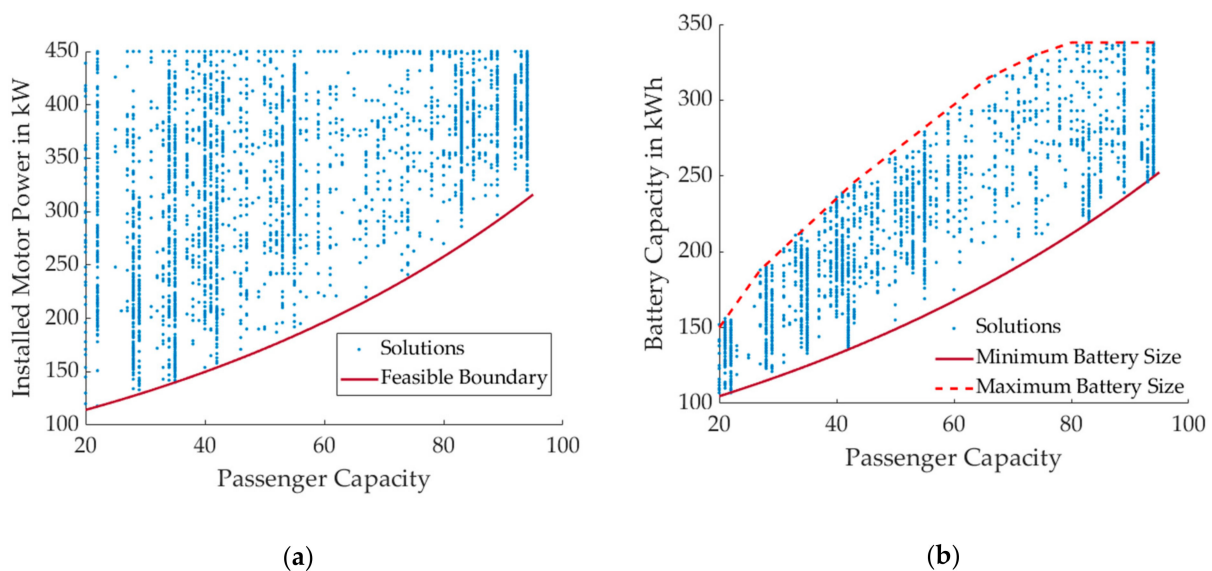 450
400
350
300
250
200
150
100
20
40
60
80
100
Installed Motor Power in kW
Passenger Capacity
Solutions
Feasible Boundary
(a)
350
300
250
200
150
100
20
40
60
80
100
Battery Capacity in kWh
Passenger Capacity
Solutions
Minimum Battery Size
Maximum Battery Size
(b)